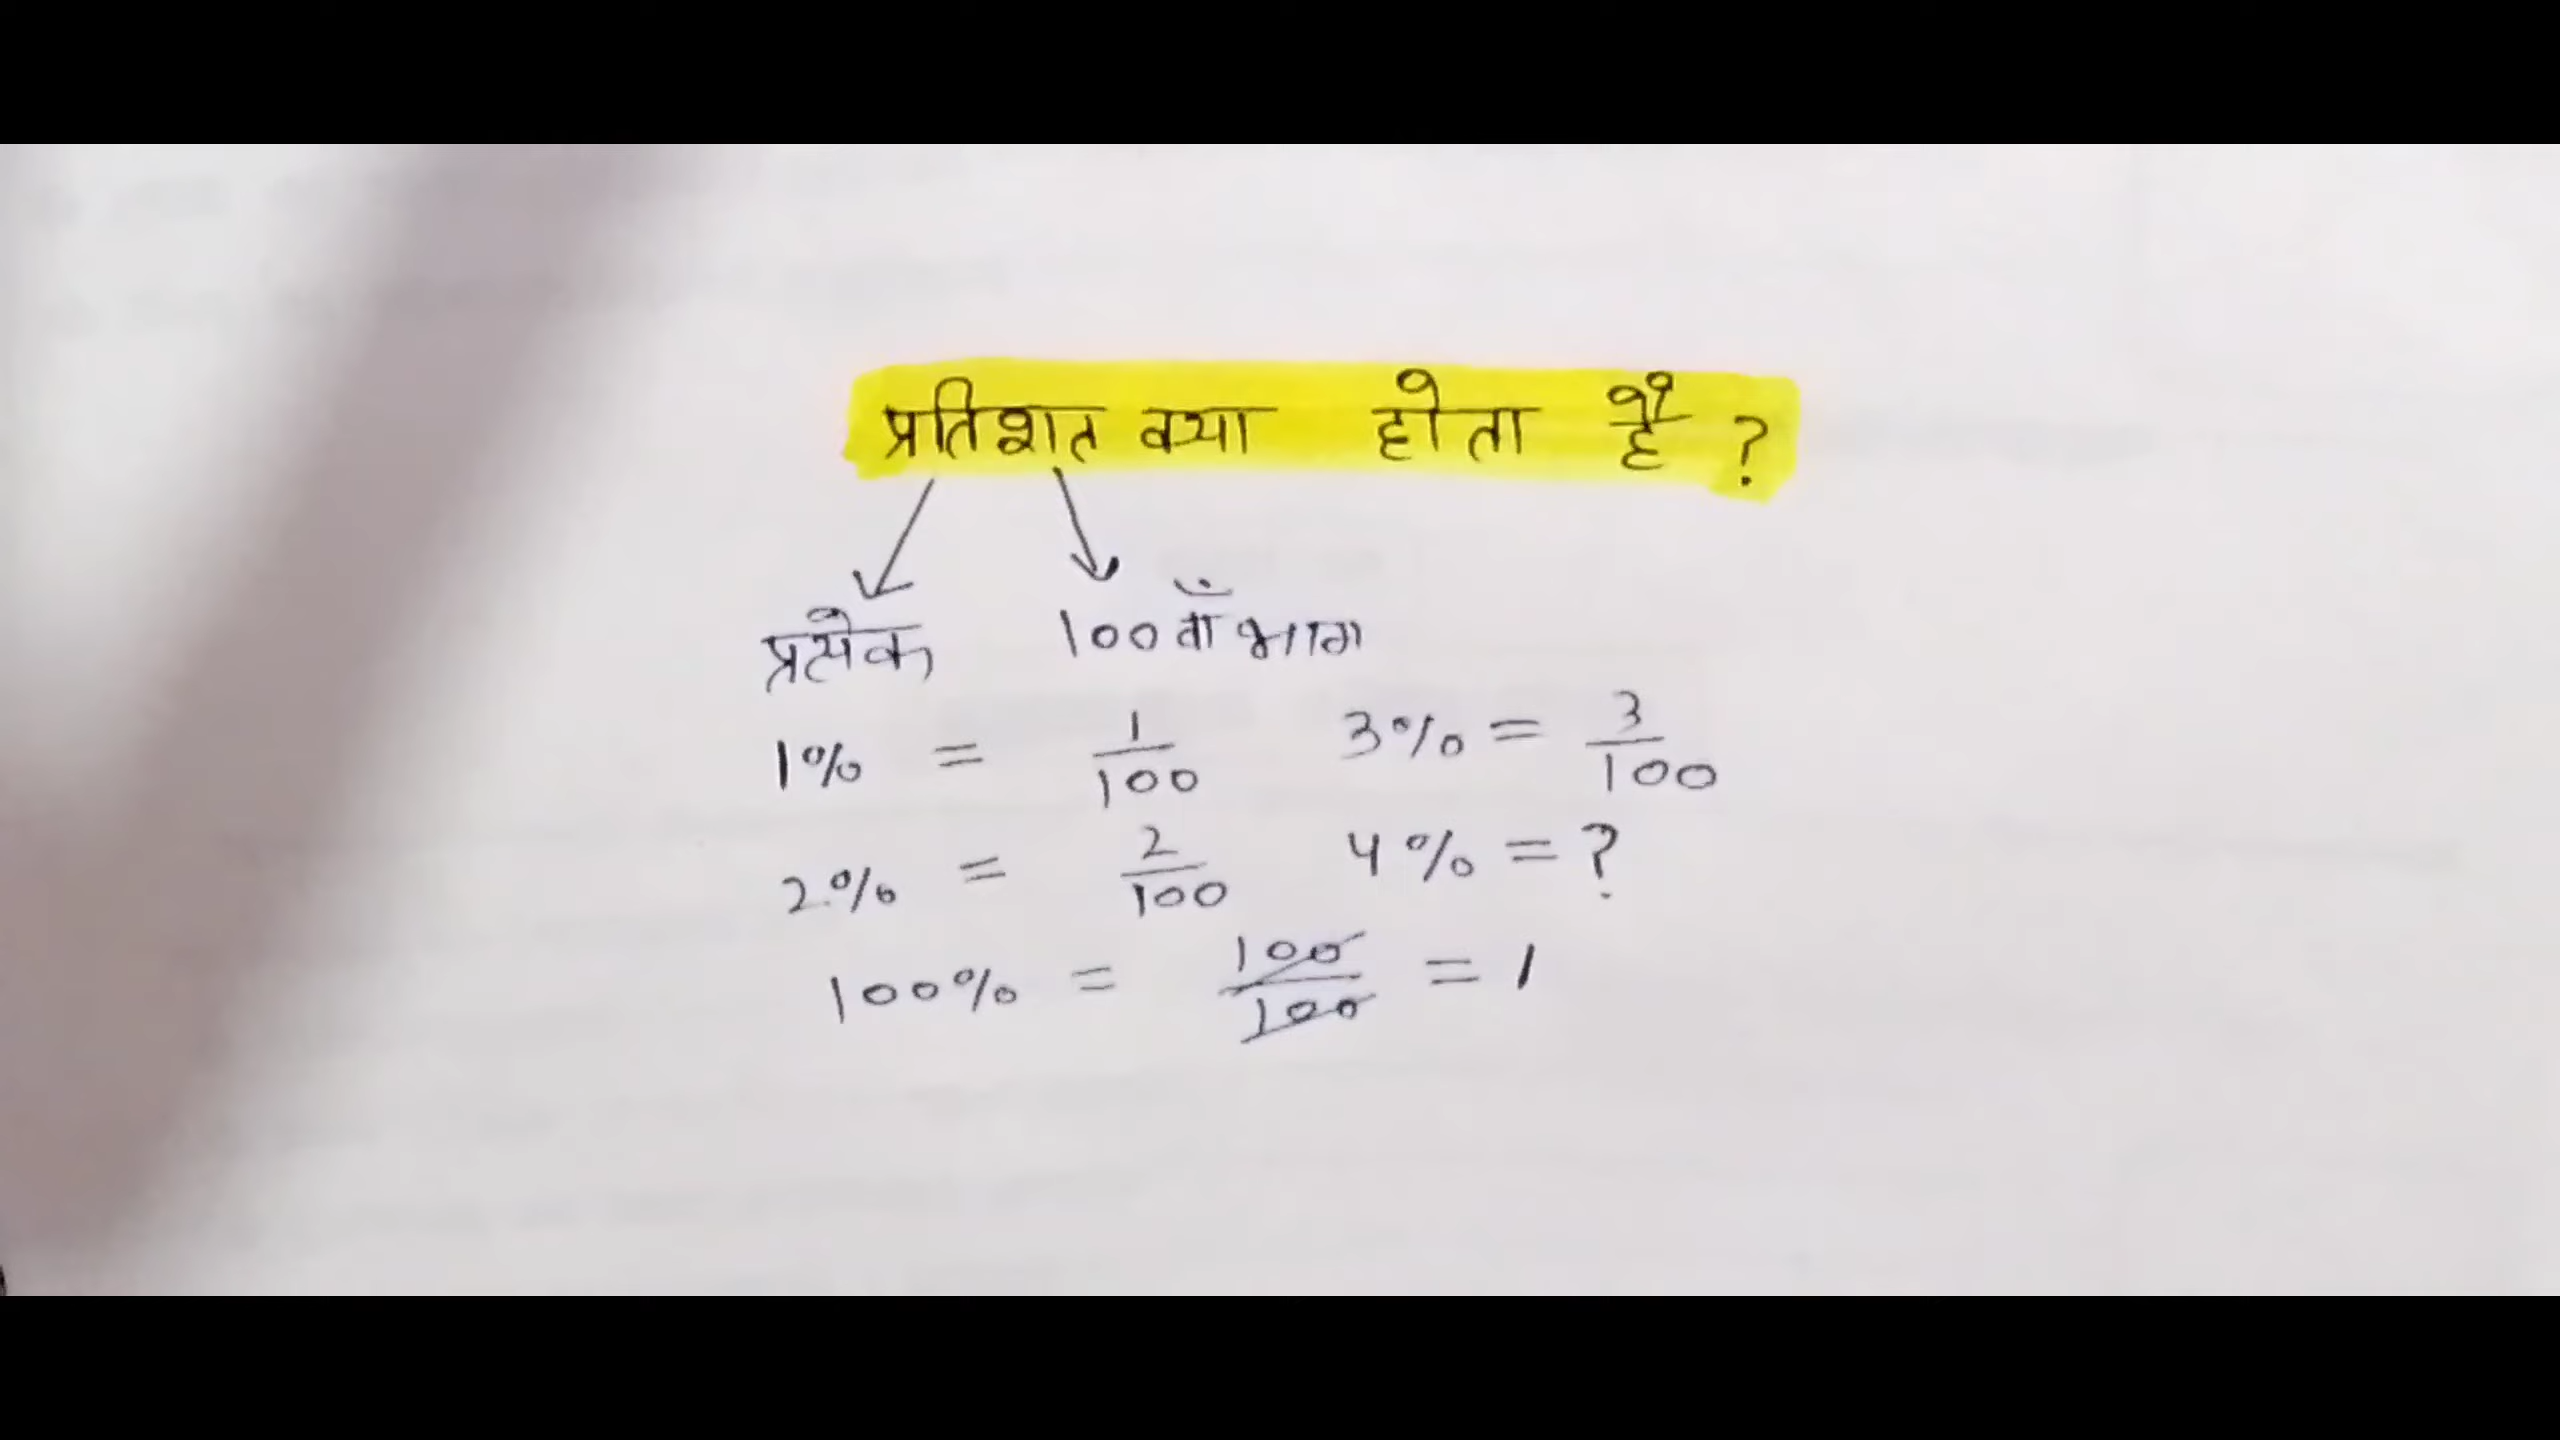 प्रतिशत क्या होता है ?
प्रत्येक 100 वाँ भाग
1% = 1/100 3% = 3/100
2% = 2/100 4% = ?
100% = 100/100 = 1